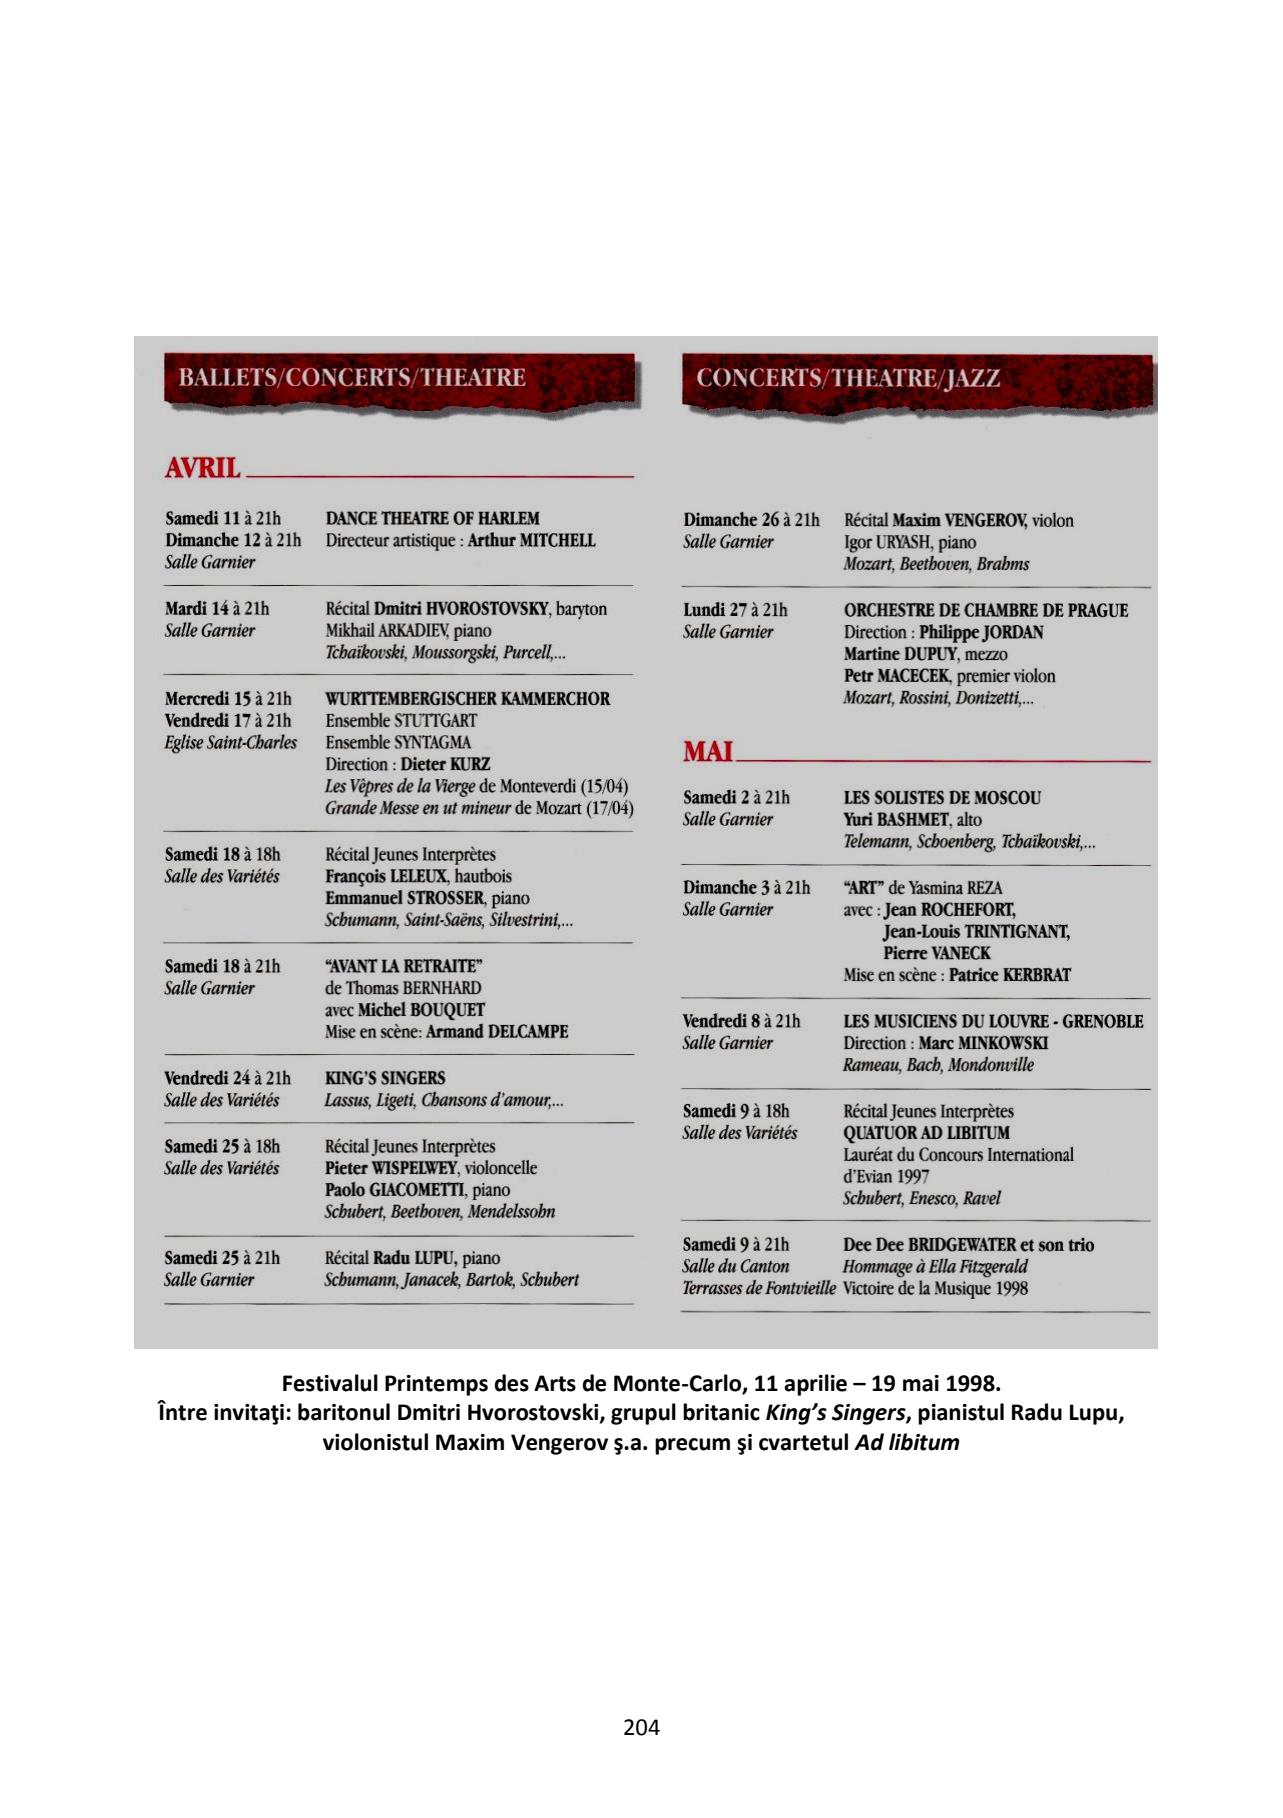 BALLETS/CONCERTS/THEATRE
AVRIL
Samedi 11 à 21h DANCE THEATRE OF HARLEM
Dimanche 12 à 21h Directeur artistique : Arthur MITCHELL
Salle Garnier
Mardi 14 à 21h Récital Dmitri HVOROSTOVSKY, baryton
Salle Garnier Mikhail ARKADIEV, piano
Tchaïkovski, Moussorgski, Purcell,...
Mercredi 15 à 21h WURTTEMBERGISCHER KAMMERCHOR
Vendredi 17 à 21h Ensemble STUTTGART
Eglise Saint-Charles Ensemble SYNTAGMA
Direction : Dieter KURZ
Les Vêpres de la Vierge de Monteverdi (15/04)
Grande Messe en ut mineur de Mozart (17/04)
Samedi 18 à 18h Récital Jeunes Interprètes
Salle des Variétés François LELEUX, hautbois
Emmanuel STROSSER, piano
Schumann, Saint-Saëns, Silvestrini,...
Samedi 18 à 21h “AVANT LA RETRAITE”
Salle Garnier de Thomas BERNHARD
avec Michel BOUQUET
Mise en scène: Armand DELCAMPE
Vendredi 24 à 21h KING’S SINGERS
Salle des Variétés Lassus, Ligeti, Chansons d’amour,...
Samedi 25 à 18h Récital Jeunes Interprètes
Salle des Variétés Pieter WISPELWEY, violoncelle
Paolo GIACOMETTI, piano
Schubert, Beethoven, Mendelssohn
Samedi 25 à 21h Récital Radu LUPU, piano
Salle Garnier Schumann, Janacek, Bartok, Schubert
CONCERTS/THEATRE/JAZZ
Dimanche 26 à 21h Récital Maxim VENGEROV, violon
Salle Garnier Igor URYASH, piano
Mozart, Beethoven, Brahms
Lundi 27 à 21h ORCHESTRE DE CHAMBRE DE PRAGUE
Salle Garnier Direction : Philippe JORDAN
Martine DUPUY, mezzo
Petr MACECEK, premier violon
Mozart, Rossini, Donizetti,...
MAI
Samedi 2 à 21h LES SOLISTES DE MOSCOU
Salle Garnier Yuri BASHMET, alto
Telemann, Schoenberg, Tchaïkovski,...
Dimanche 3 à 21h “ART” de Yasmina REZA
Salle Garnier avec : Jean ROCHEFORT,
Jean-Louis TRINTIGNANT,
Pierre VANECK
Mise en scène : Patrice KERBRAT
Vendredi 8 à 21h LES MUSICIENS DU LOUVRE - GRENOBLE
Salle Garnier Direction : Marc MINKOWSKI
Rameau, Bach, Mondonville
Samedi 9 à 18h Récital Jeunes Interprètes
Salle des Variétés QUATUOR AD LIBITUM
Lauréat du Concours International
d’Evian 1997
Schubert, Enesco, Ravel
Samedi 9 à 21h Dee Dee BRIDGEWATER et son trio
Salle du Canton Hommage à Ella Fitzgerald
Terrasses de Fontvieille Victoire de la Musique 1998
Festivalul Printemps des Arts de Monte-Carlo, 11 aprilie – 19 mai 1998.
Între invitaţi: baritonul Dmitri Hvorostovski, grupul britanic King’s Singers, pianistul Radu Lupu,
violonistul Maxim Vengerov ş.a. precum şi cvartetul Ad libitum
204